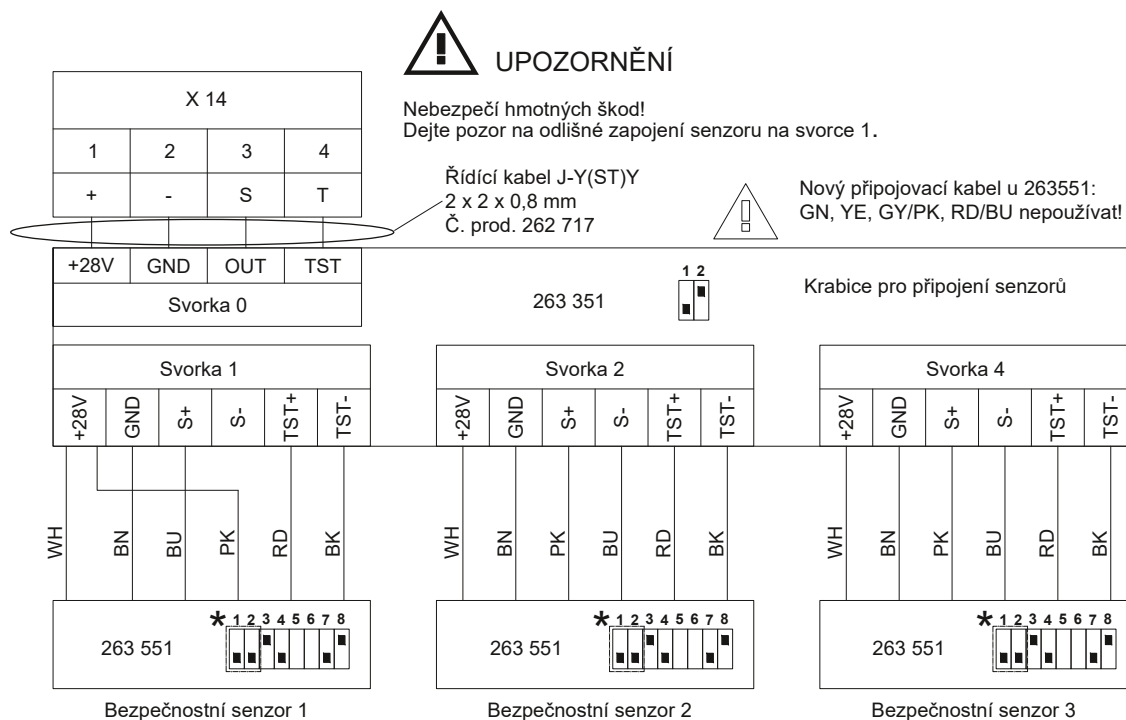 UPOZORNĚNÍ
Nebezpečí hmotných škod!
Dejte pozor na odlišné zapojení senzoru na svorce 1.
X 14
1 2 3 4
+ - S T
Řídící kabel J-Y(ST)Y
2 x 2 x 0,8 mm
Č. prod. 262 717
Nový připojovací kabel u 263551:
GN, YE, GY/PK, RD/BU nepoužívat!
+28V GND OUT TST
Svorka 0
263 351
1 2
Krabice pro připojení senzorů
Svorka 1
+28V GND S+ S- TST+ TST-
WH BN BU PK RD BK
* 1 2 3 4 5 6 7 8
263 551
Bezpečnostní senzor 1
Svorka 2
+28V GND S+ S- TST+ TST-
WH BN PK BU RD BK
* 1 2 3 4 5 6 7 8
263 551
Bezpečnostní senzor 2
Svorka 4
+28V GND S+ S- TST+ TST-
WH BN PK BU RD BK
* 1 2 3 4 5 6 7 8
263 551
Bezpečnostní senzor 3